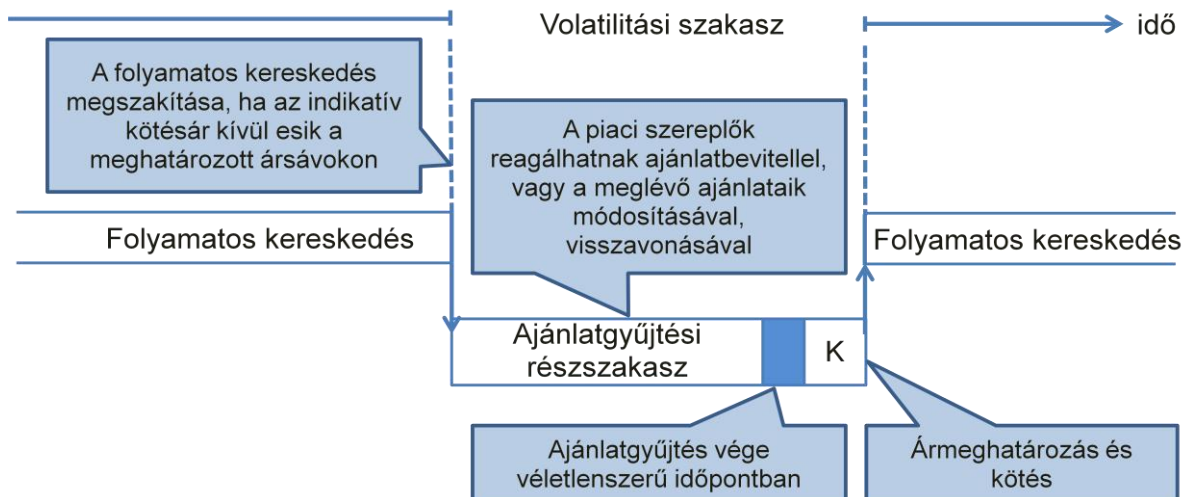 Volatilitási szakasz
idő
A folyamatos kereskedés
megszakítása, ha az indikatív
kötésár kívül esik a
meghatározott ársávokon
A piaci szereplők
reagálhatnak ajánlatbevitellel,
vagy a meglévő ajánlataik
módosításával,
visszavonásával
Folyamatos kereskedés
Folyamatos kereskedés
Ajánlatgyűjtési
részszakasz
K
Ajánlatgyűjtés vége
véletlenszerű időpontban
Ármeghatározás és
kötés